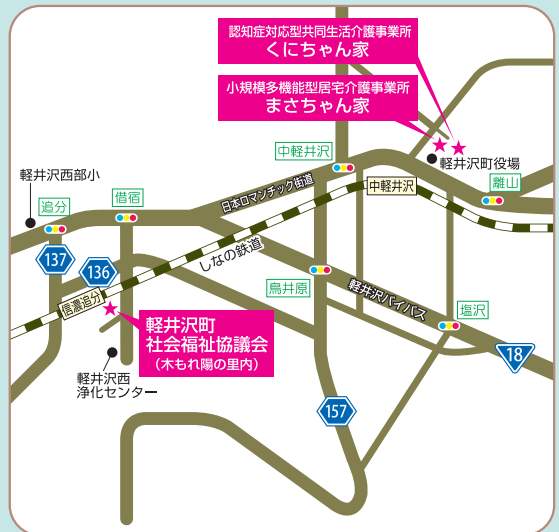 認知症対応型共同生活介護事業所
くにちゃん家
小規模多機能型居宅介護事業所
まさちゃん家
中軽井沢
軽井沢町役場
軽井沢西部小
借宿
追分
日本ロマンチック街道
中軽井沢
離山
137
136
しなの鉄道
信濃追分
鳥井原
軽井沢バイパス
塩沢
軽井沢町
社会福祉協議会
（木もれ陽の里内）
18
軽井沢西
浄化センター
157